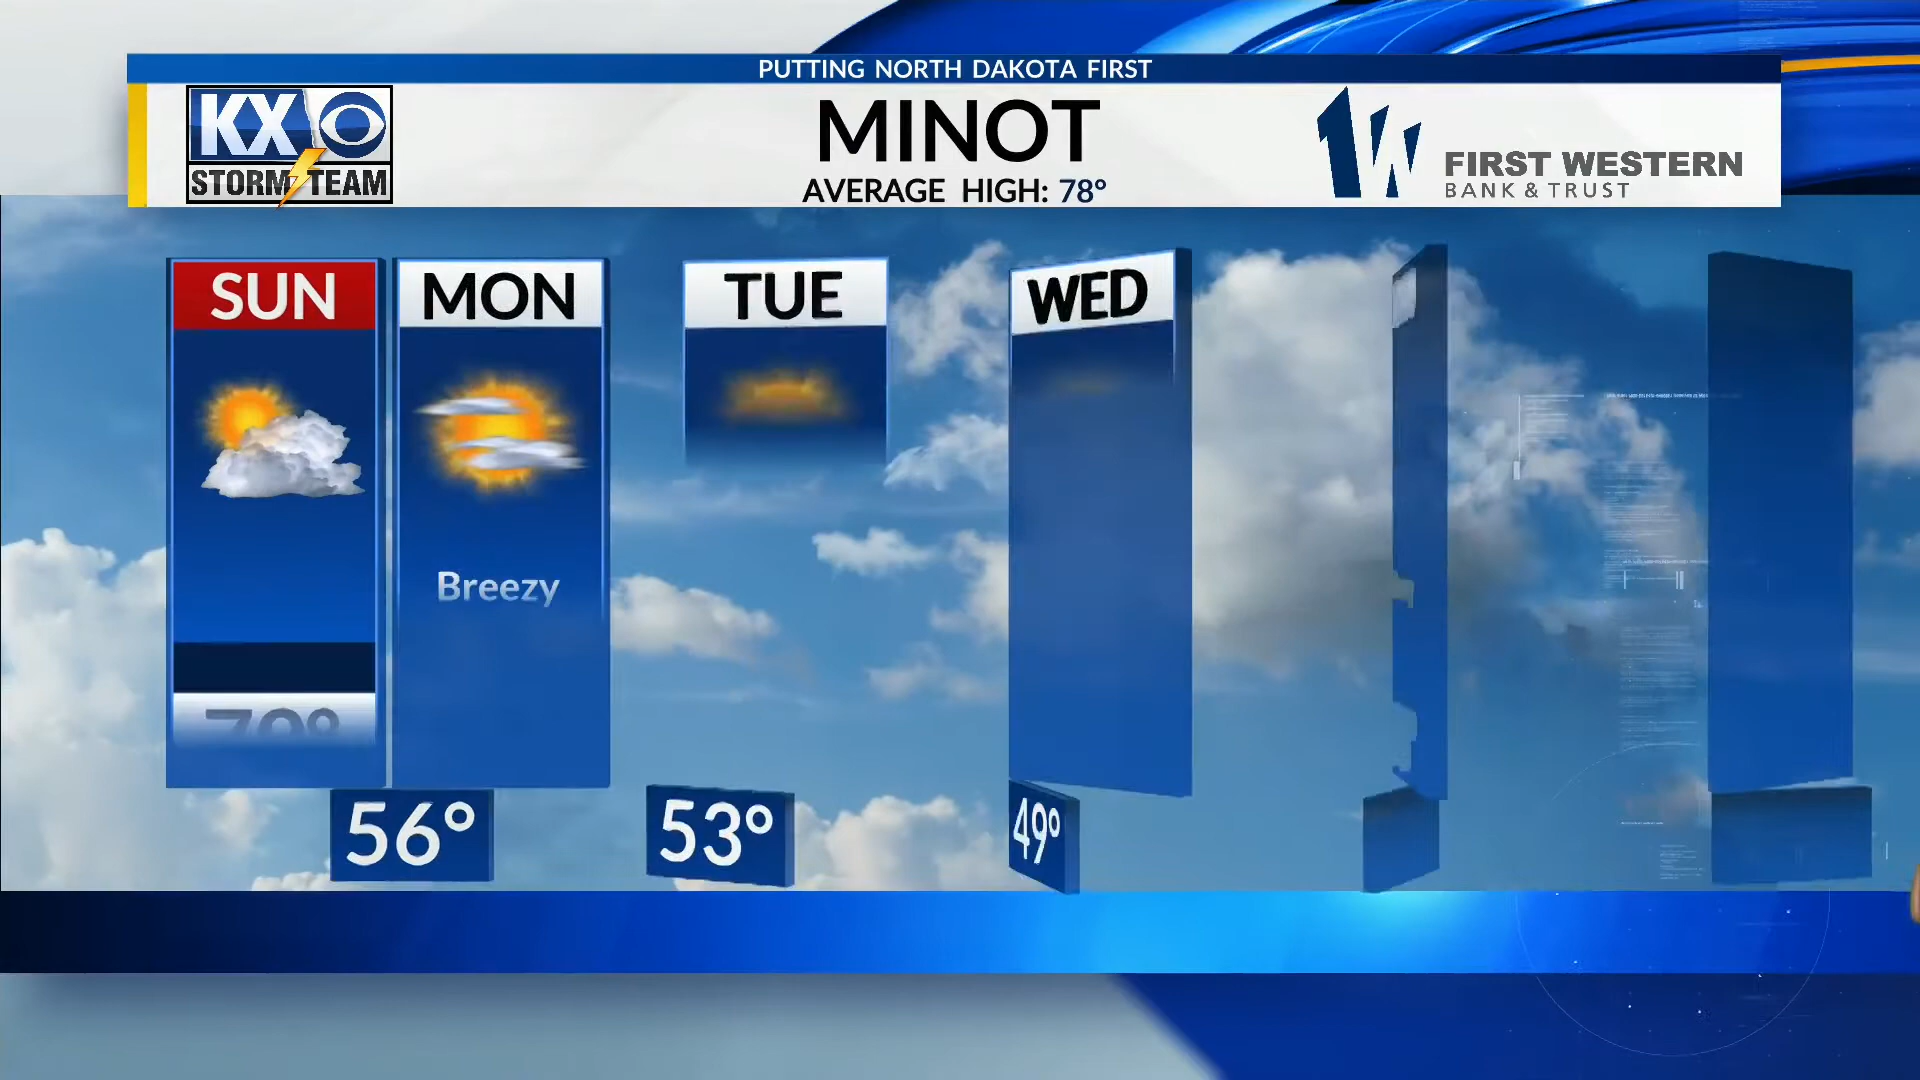 PUTTING NORTH DAKOTA FIRST
KX
STORM TEAM
MINOT
AVERAGE HIGH: 78°
FIRST WESTERN
BANK & TRUST
SUN
MON
TUE
WED
Breezy
56°
53°
49°